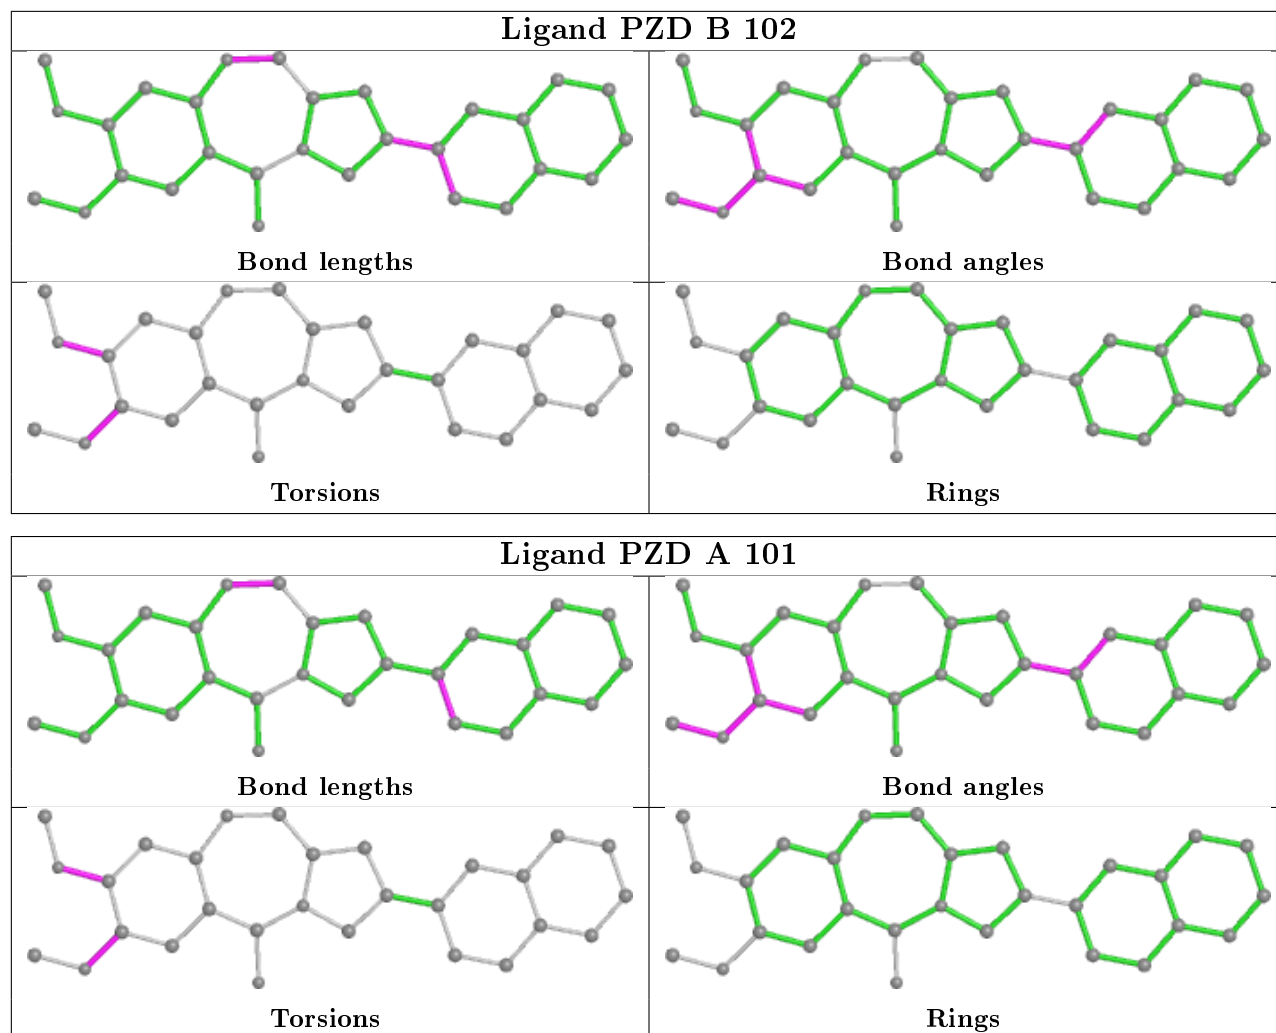 Ligand PZD B 102
Bond lengths
Bond angles
Torsions
Rings
Ligand PZD A 101
Bond lengths
Bond angles
Torsions
Rings